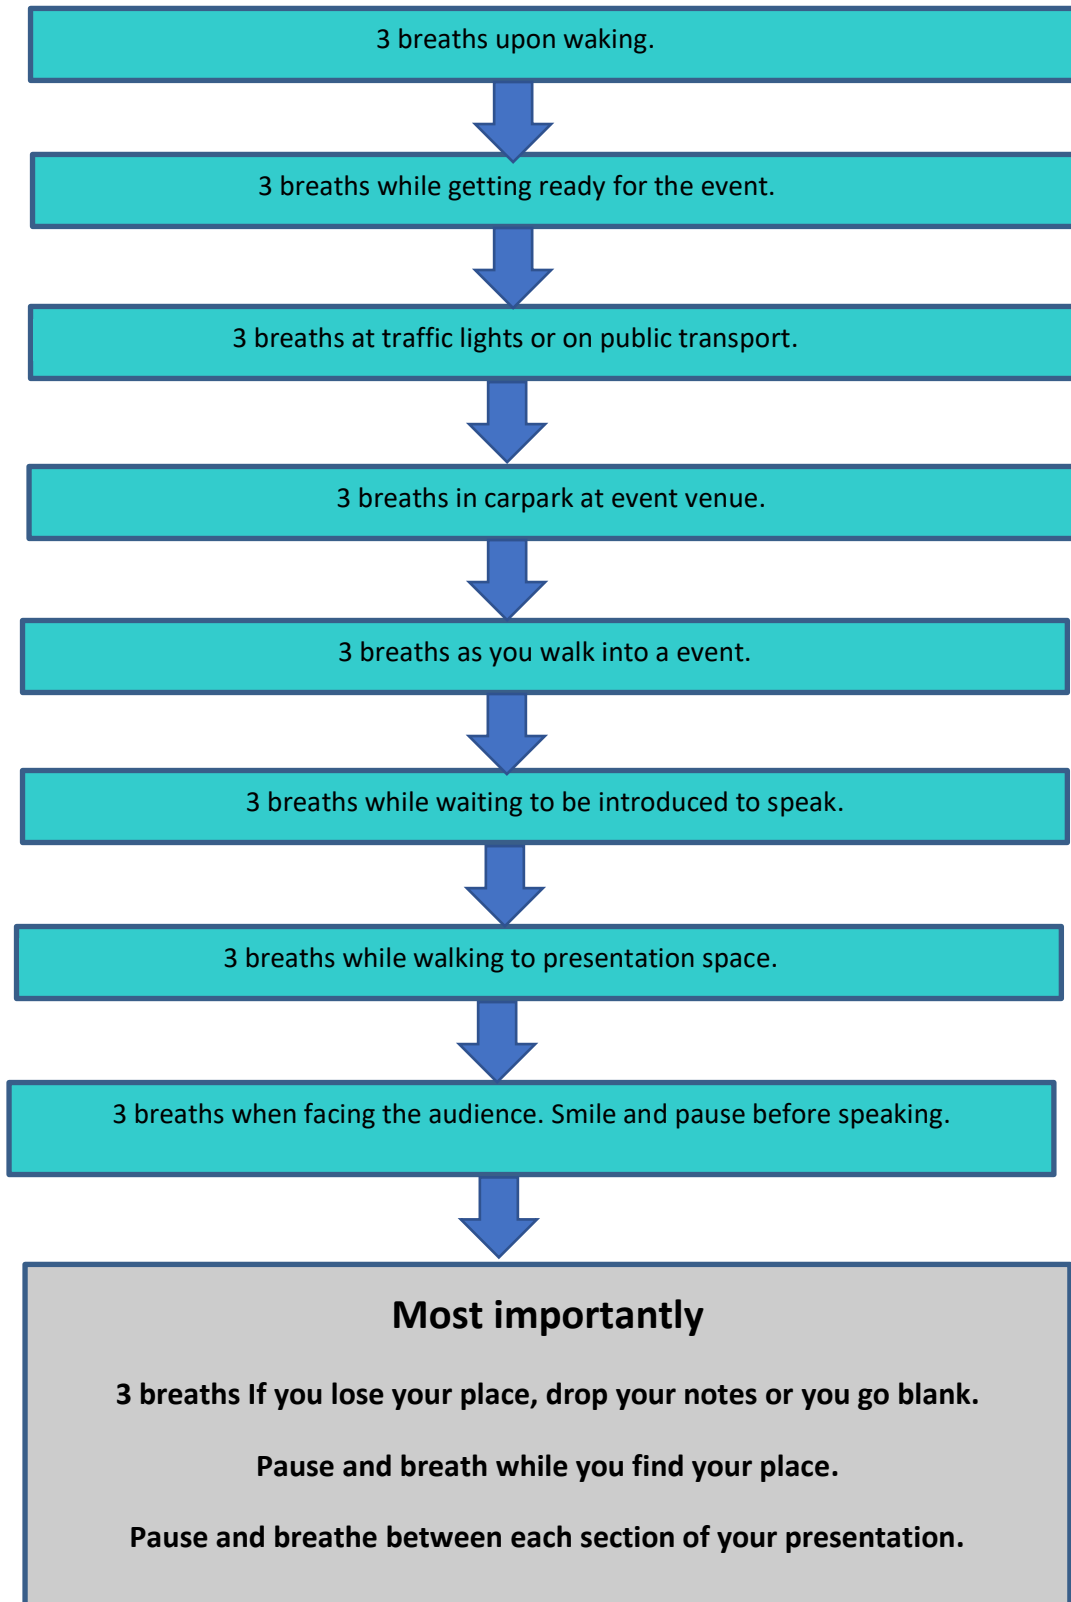 3 breaths upon waking.
3 breaths while getting ready for the event.
3 breaths at traffic lights or on public transport.
3 breaths in carpark at event venue.
3 breaths as you walk into a event.
3 breaths while waiting to be introduced to speak.
3 breaths while walking to presentation space.
3 breaths when facing the audience. Smile and pause before speaking.
Most importantly
3 breaths If you lose your place, drop your notes or you go blank.
Pause and breath while you find your place.
Pause and breathe between each section of your presentation.